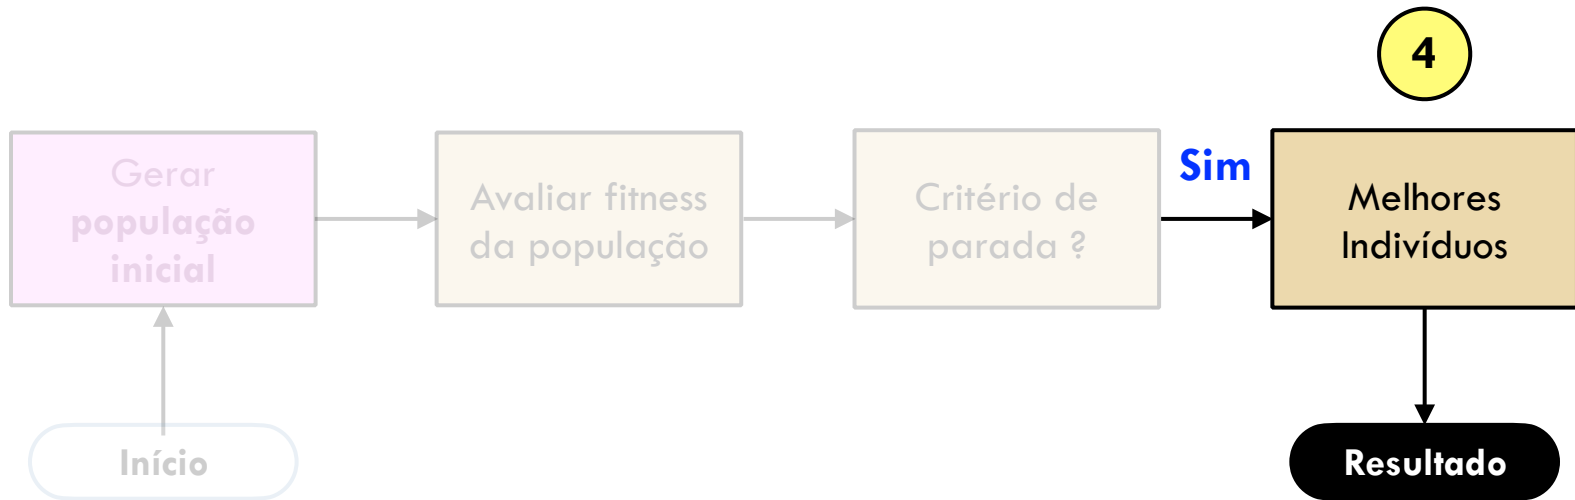 4
Gerar
população
inicial
Avaliar fitness
da população
Critério de
parada ?
Sim
Melhores
Indivíduos
Início
Resultado